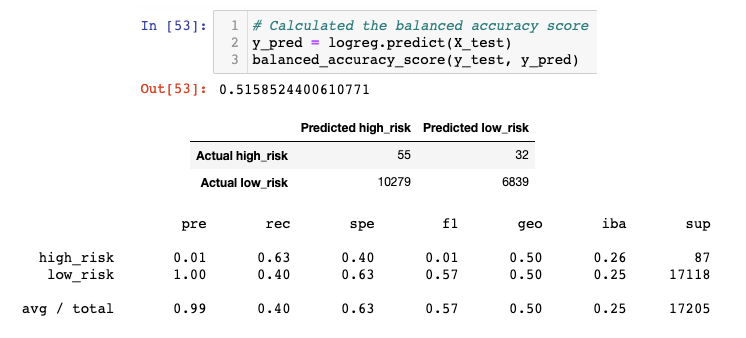 In [53]: 1 # Calculated the balanced accuracy score
2 y_pred = logreg.predict(X_test)
3 balanced_accuracy_score(y_test, y_pred)
Out[53]: 0.5158524400610771
Predicted high_risk Predicted low_risk
Actual high_risk 55 32
Actual low_risk 10279 6839
pre rec spe f1 geo iba sup
high_risk 0.01 0.63 0.40 0.01 0.50 0.26 87
low_risk 1.00 0.40 0.63 0.57 0.50 0.25 17118
avg / total 0.99 0.40 0.63 0.57 0.50 0.25 17205